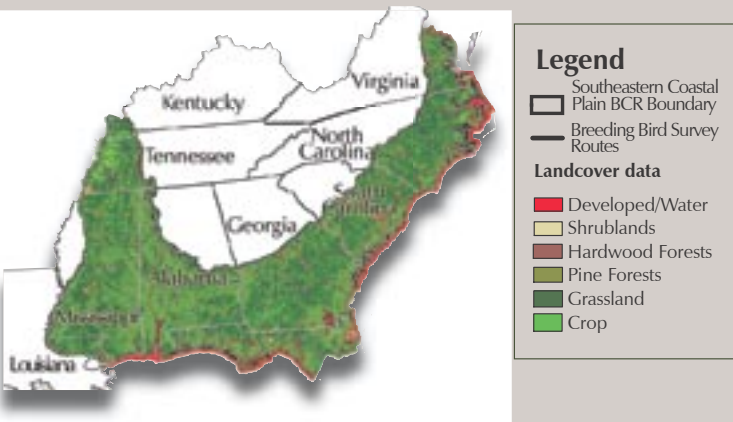 Virginia
Kentucky
North
Carolina
Tennessee
South
Carolina
Georgia
Alabama
Mississippi
Louisiana
Legend
Southeastern Coastal
Plain BCR Boundary
Breeding Bird Survey
Routes
Landcover data
Developed/Water
Shrublands
Hardwood Forests
Pine Forests
Grassland
Crop